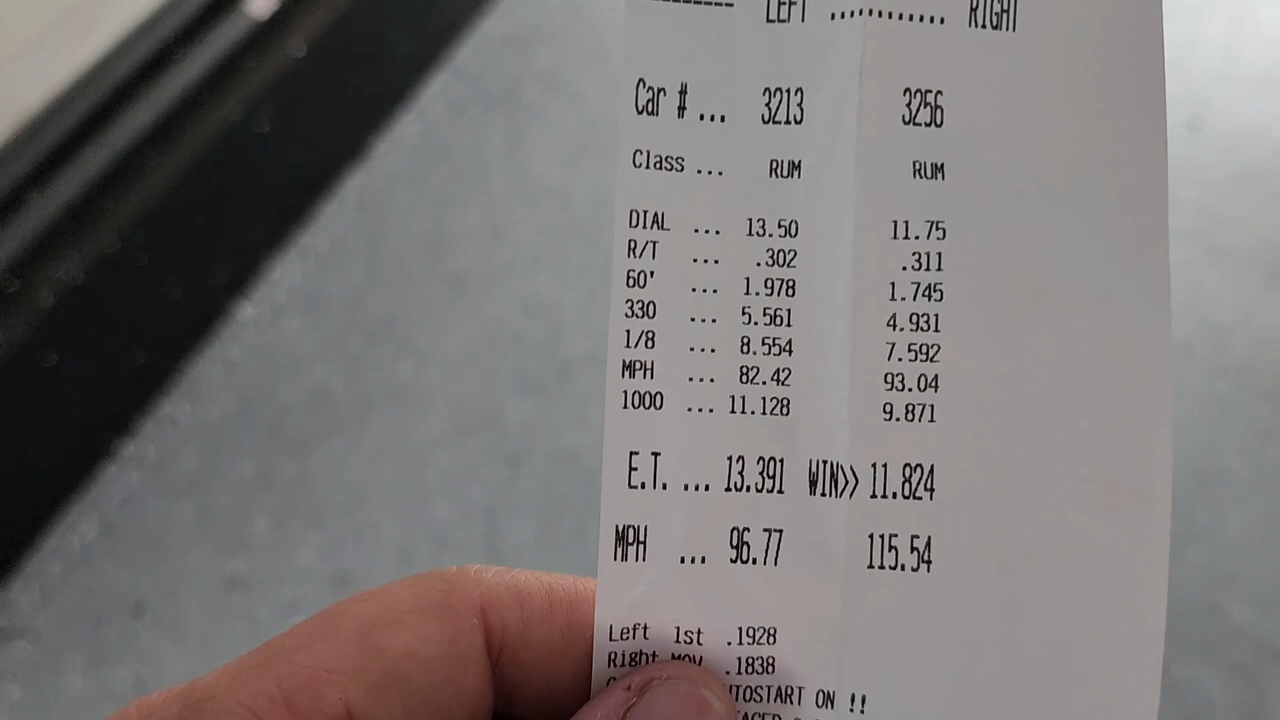 --------- LEFT ............ RIGHT
Car # ... 3213 3256
Class ... RUM RUM
DIAL ... 13.50 11.75
R/T ... .302 .311
60' ... 1.978 1.745
330 ... 5.561 4.931
1/8 ... 8.554 7.592
MPH ... 82.42 93.04
1000 ... 11.128 9.871
E.T. ... 13.391 WIN>> 11.824
MPH ... 96.77 115.54
Left 1st .1928
Right MOV .1838
TOSTART ON !!